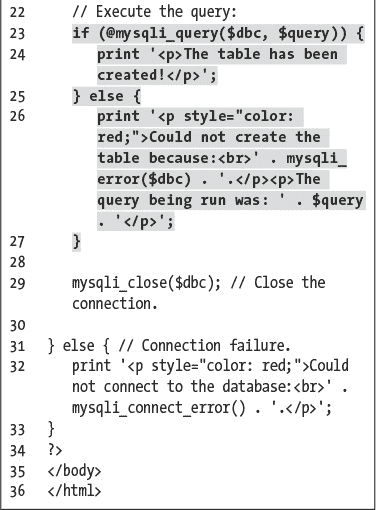 22 // Execute the query:
23 if (@mysqli_query($dbc, $query)) {
24 print '<p>The table has been
created!</p>';
25 } else {
26 print '<p style="color:
red;">Could not create the
table because:<br>' . mysqli_
error($dbc) . '.</p><p>The
query being run was: ' . $query
. '</p>';
27 }
28
29 mysqli_close($dbc); // Close the
connection.
30
31 } else { // Connection failure.
32 print '<p style="color: red;">Could
not connect to the database:<br>' .
mysqli_connect_error() . '.</p>';
33 }
34 ?>
35 </body>
36 </html>